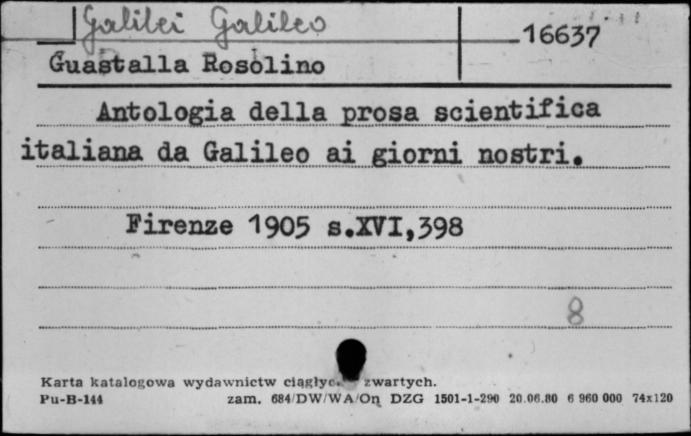 Galilei Galileo
16637
Guastalla Rosolino
Antologia della prosa scientifica
italiana da Galileo ai giorni nostri.
Firenze 1905 s.XVI,398
8
Karta katalogowa wydawnictw zwartych.
Pu-B-144 zam. 684/DW/WA/On DZG 1501-1-290 20.06.80 6 960 000 74x120